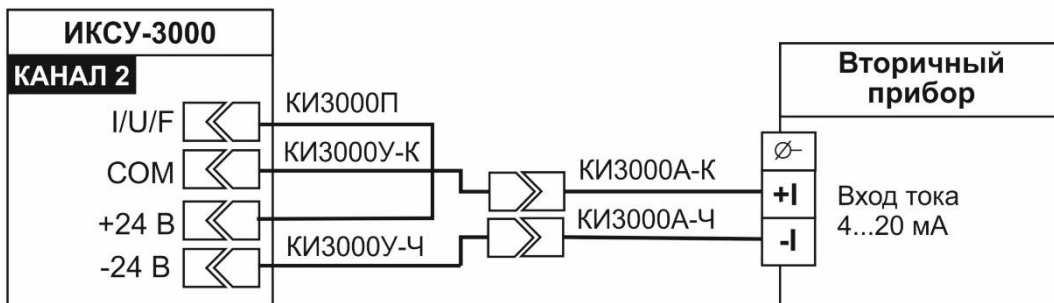 ИКСУ-3000
КАНАЛ 2
I/U/F
COM
+24 В
-24 В
КИ3000П
КИ3000У-К
КИ3000У-Ч
КИ3000А-К
КИ3000А-Ч
Вторичный
прибор
+I
-I
Вход тока
4...20 мА